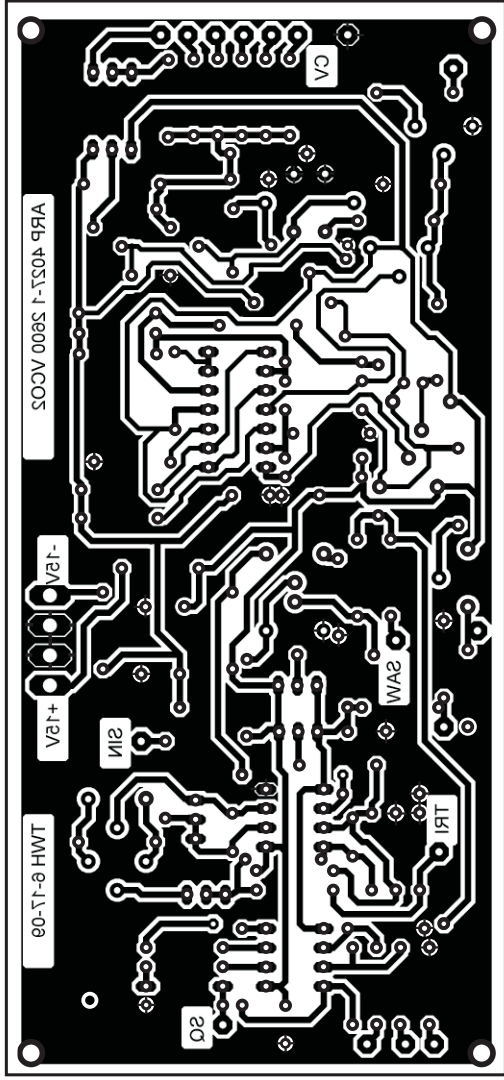 CV
ARP 4027-1 2600 VCO2
-15V
+15V
SAW
SIN
TRI
TWH 6-17-09
SQ